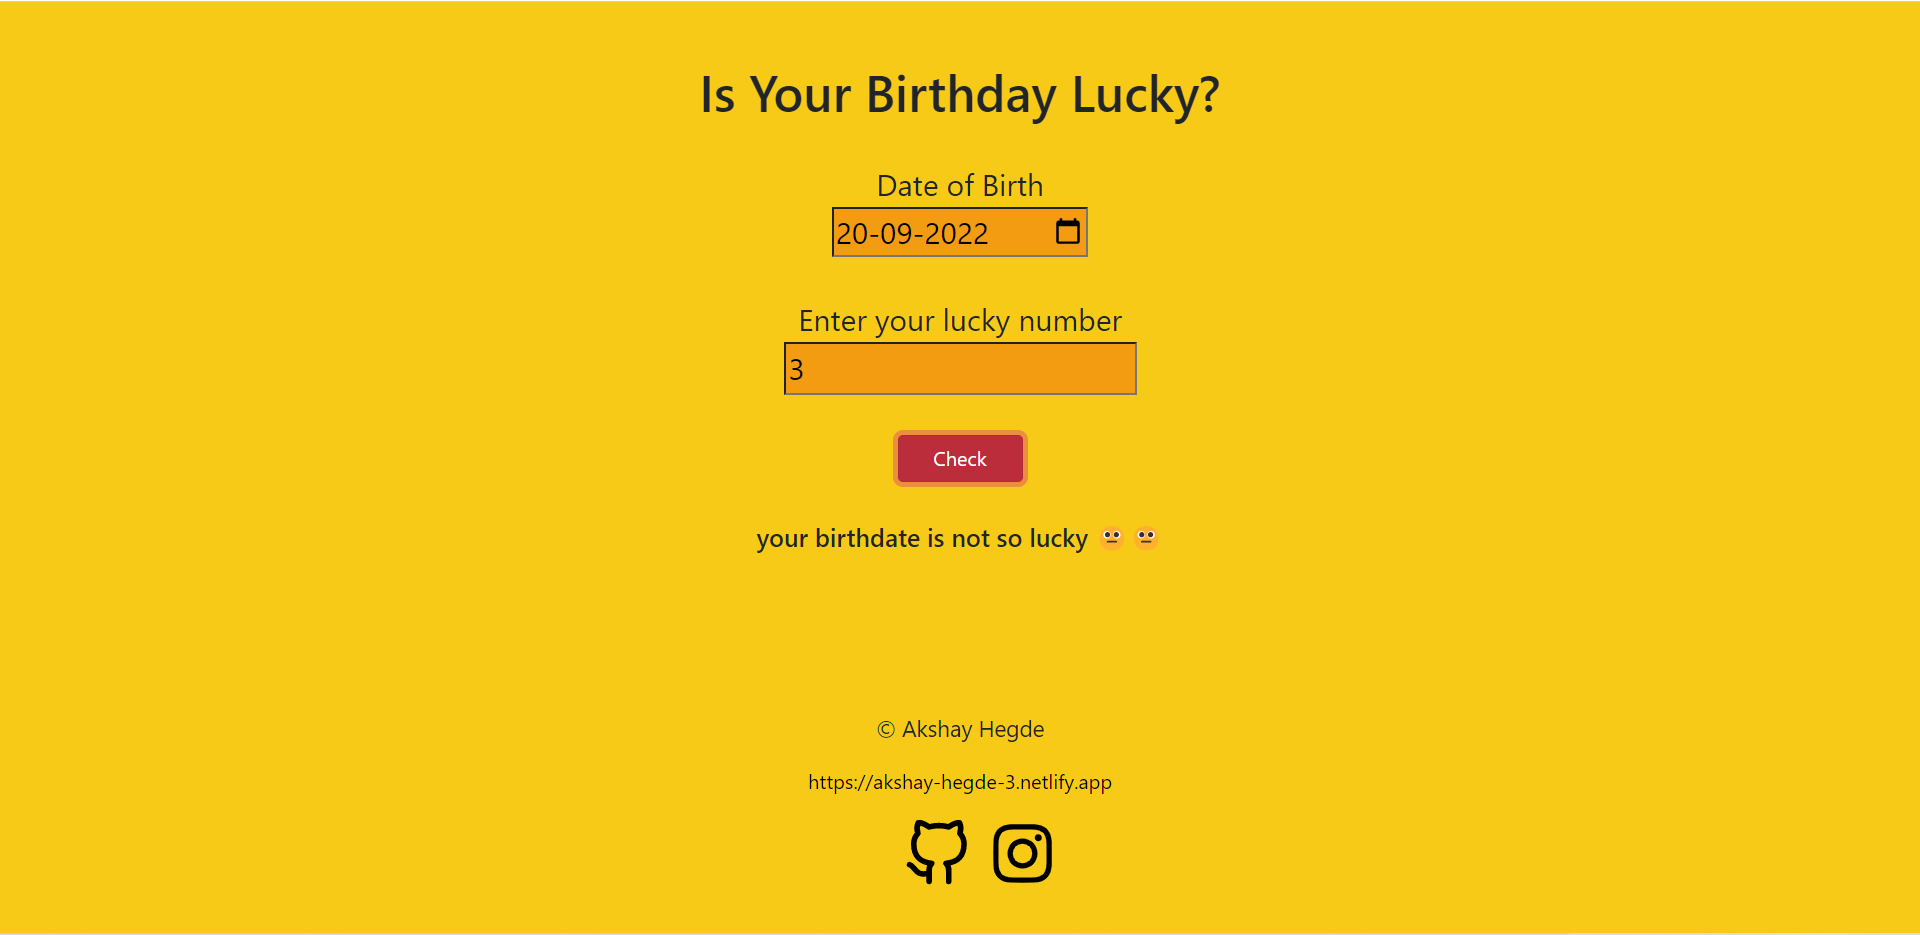 Is Your Birthday Lucky?
Date of Birth
20-09-2022
Enter your lucky number
3
Check
your birthdate is not so lucky 😳 😳
© Akshay Hegde
https://akshay-hegde-3.netlify.app